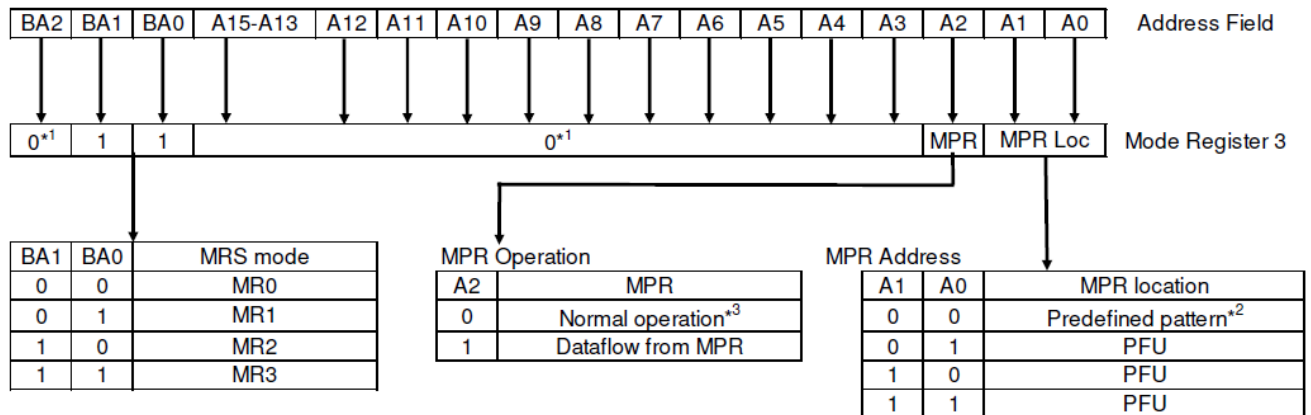 BA2 BA1 BA0 A15-A13 A12 A11 A10 A9 A8 A7 A6 A5 A4 A3 A2 A1 A0 Address Field
0*1 1 1 0*1 MPR MPR Loc Mode Register 3
BA1 BA0 MRS mode
0 0 MR0
0 1 MR1
1 0 MR2
1 1 MR3
MPR Operation
A2 MPR
0 Normal operation*3
1 Dataflow from MPR
MPR Address
A1 A0 MPR location
0 0 Predefined pattern*2
0 1 PFU
1 0 PFU
1 1 PFU